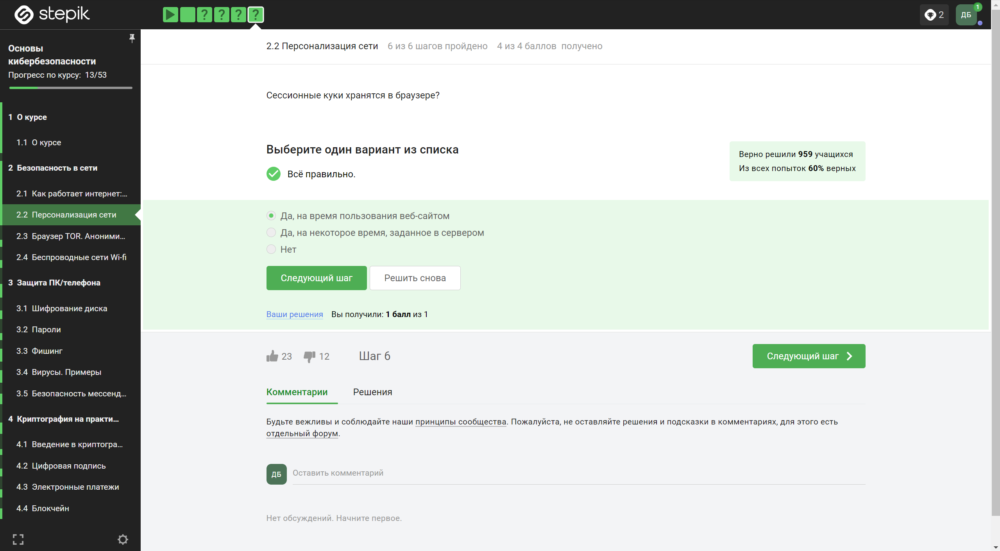 stepik
? ? ? ?
2
ДБ
1
Основы
кибербезопасности
Прогресс по курсу: 13/53
1 О курсе
1.1 О курсе
2 Безопасность в сети
2.1 Как работает интернет:...
2.2 Персонализация сети
2.3 Браузер TOR. Аноними...
2.4 Беспроводные сети Wi-fi
3 Защита ПК/телефона
3.1 Шифрование диска
3.2 Пароли
3.3 Фишинг
3.4 Вирусы. Примеры
3.5 Безопасность мессенд...
4 Криптография на практи...
4.1 Введение в криптогра...
4.2 Цифровая подпись
4.3 Электронные платежи
4.4 Блокчейн
2.2 Персонализация сети 6 из 6 шагов пройдено 4 из 4 баллов получено
Сессионные куки хранятся в браузере?
Выберите один вариант из списка
Всё правильно.
Верно решили 959 учащихся
Из всех попыток 60% верных
Да, на время пользования веб-сайтом
Да, на некоторое время, заданное в сервером
Нет
Следующий шаг
Решить снова
Ваши решения Вы получили: 1 балл из 1
23 12 Шаг 6
Следующий шаг
Комментарии Решения
Будьте вежливы и соблюдайте наши принципы сообщества. Пожалуйста, не оставляйте решения и подсказки в комментариях, для этого есть
отдельный форум.
ДБ
Оставить комментарий
Нет обсуждений. Начните первое.